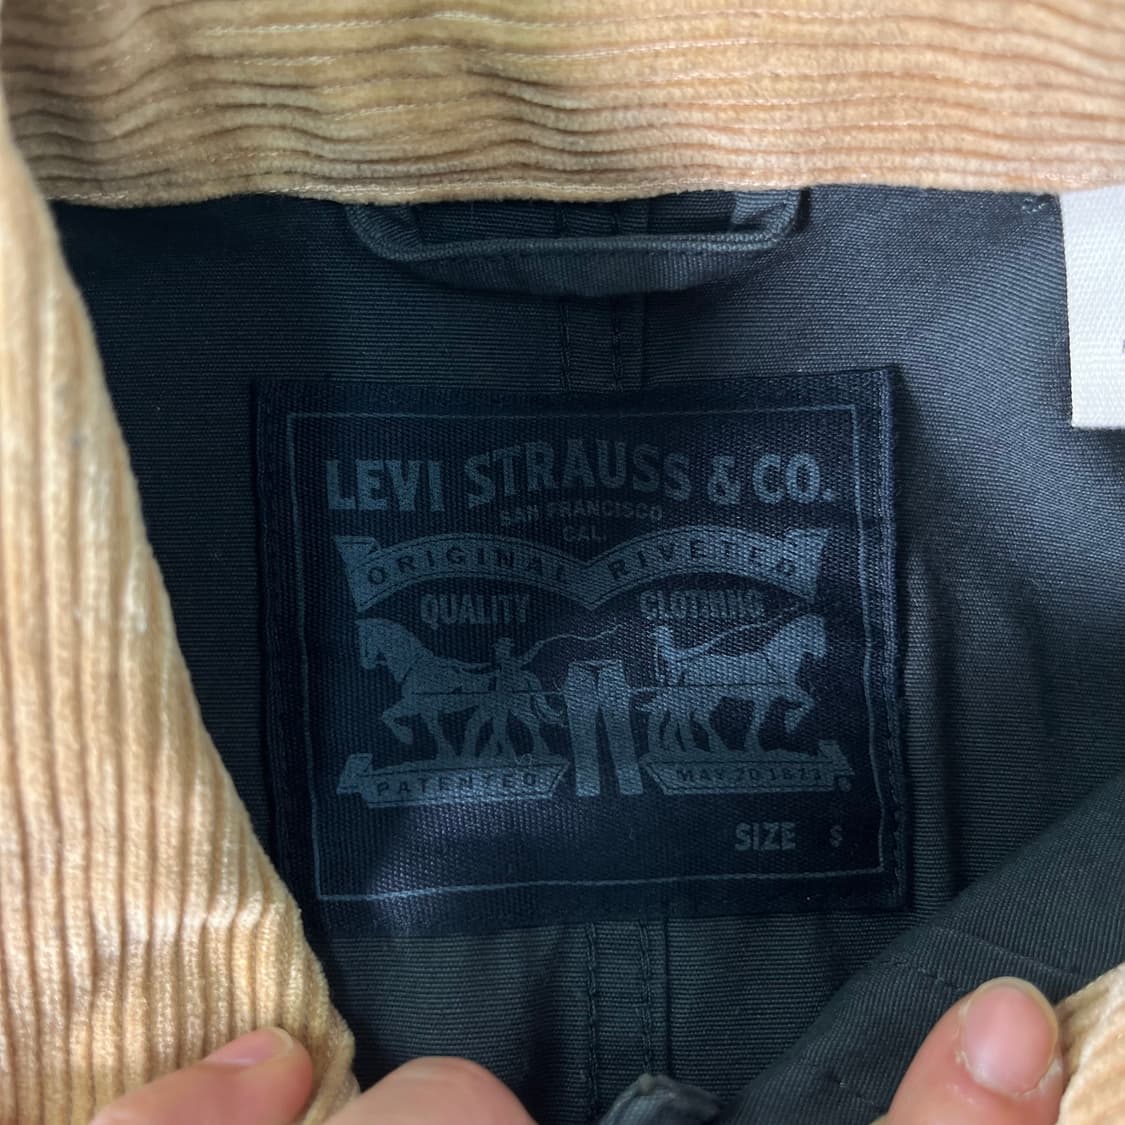 LEVI STRAUSS & CO.
SAN FRANCISCO
CAL.
ORIGINAL RIVETED
QUALITY CLOTHING
PATENTED MAY 20 1873
SIZE S